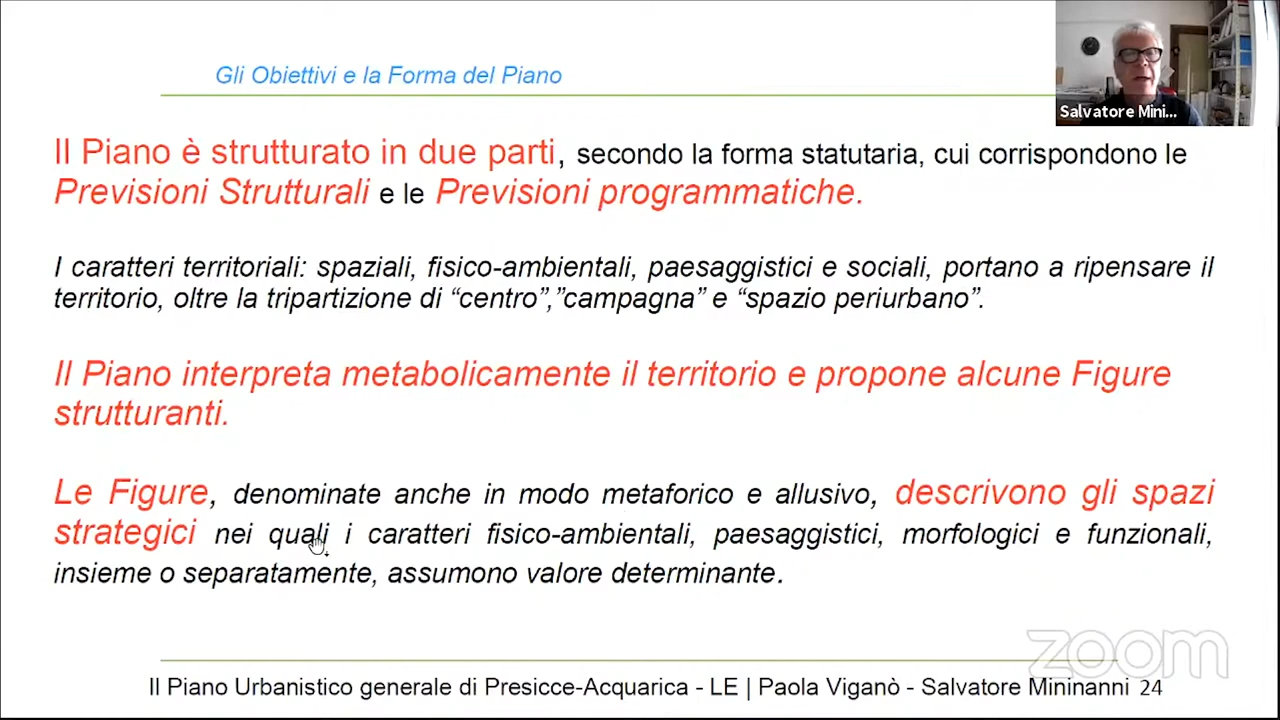 Gli Obiettivi e la Forma del Piano
Salvatore Mini...
Il Piano è strutturato in due parti, secondo la forma statutaria, cui corrispondono le
Previsioni Strutturali e le Previsioni programmatiche.
I caratteri territoriali: spaziali, fisico-ambientali, paesaggistici e sociali, portano a ripensare il
territorio, oltre la tripartizione di “centro”,”campagna” e “spazio periurbano”.
Il Piano interpreta metabolicamente il territorio e propone alcune Figure
strutturanti.
Le Figure, denominate anche in modo metaforico e allusivo, descrivono gli spazi
strategici nei quali i caratteri fisico-ambientali, paesaggistici, morfologici e funzionali,
insieme o separatamente, assumono valore determinante.
zoom
Il Piano Urbanistico generale di Presicce-Acquarica - LE | Paola Viganò - Salvatore Mininanni 24